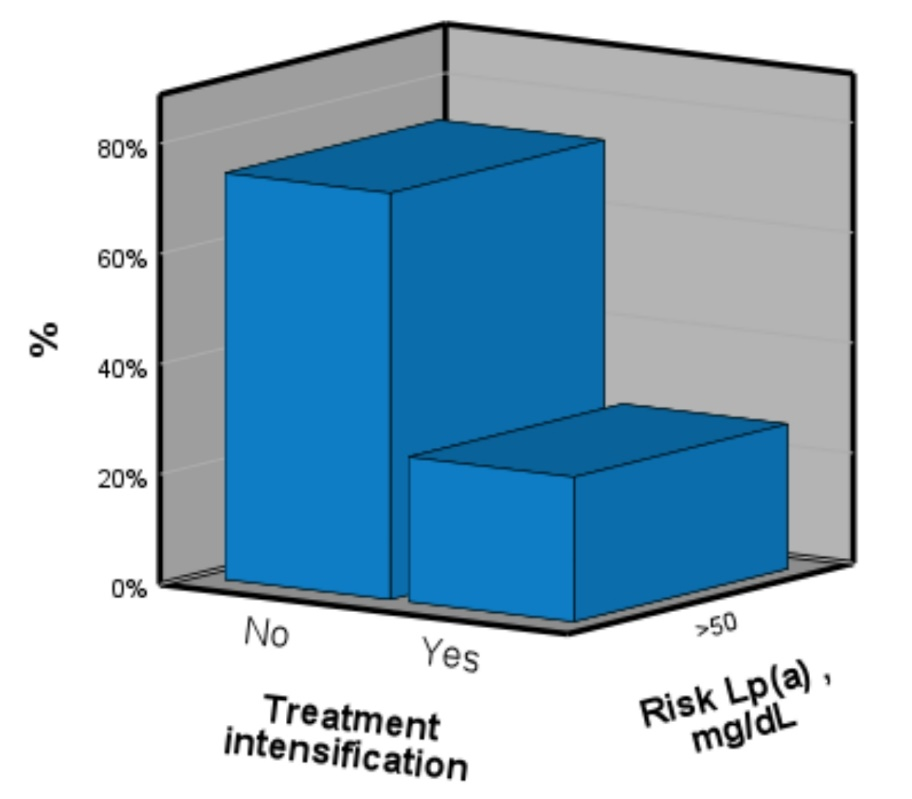 80%
60%
40%
20%
0%
%
No
Yes
>50
Treatment
intensification
Risk Lp(a) ,
mg/dL